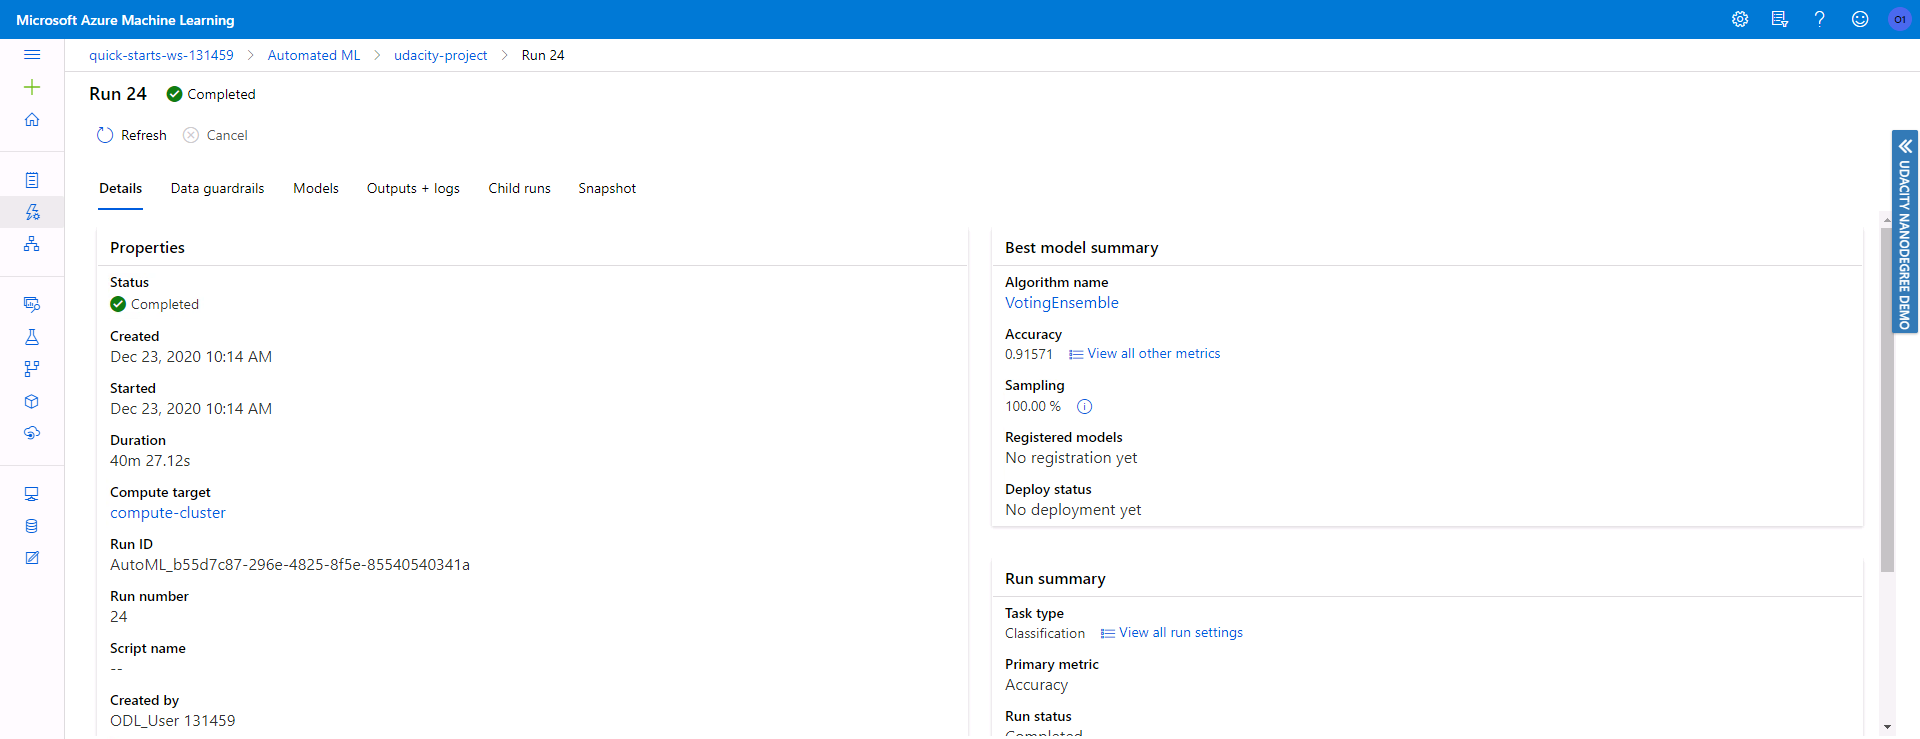 Microsoft Azure Machine Learning
O1
quick-starts-ws-131459 > Automated ML > udacity-project > Run 24
Run 24 Completed
Refresh Cancel
Details Data guardrails Models Outputs + logs Child runs Snapshot
Properties
Status
Completed
Created
Dec 23, 2020 10:14 AM
Started
Dec 23, 2020 10:14 AM
Duration
40m 27.12s
Compute target
compute-cluster
Run ID
AutoML_b55d7c87-296e-4825-8f5e-85540540341a
Run number
24
Script name
--
Created by
ODL_User 131459
Best model summary
Algorithm name
VotingEnsemble
Accuracy
0.91571 View all other metrics
Sampling
100.00 %
Registered models
No registration yet
Deploy status
No deployment yet
Run summary
Task type
Classification View all run settings
Primary metric
Accuracy
Run status
Completed
UDACITY NANODEGREE DEMO